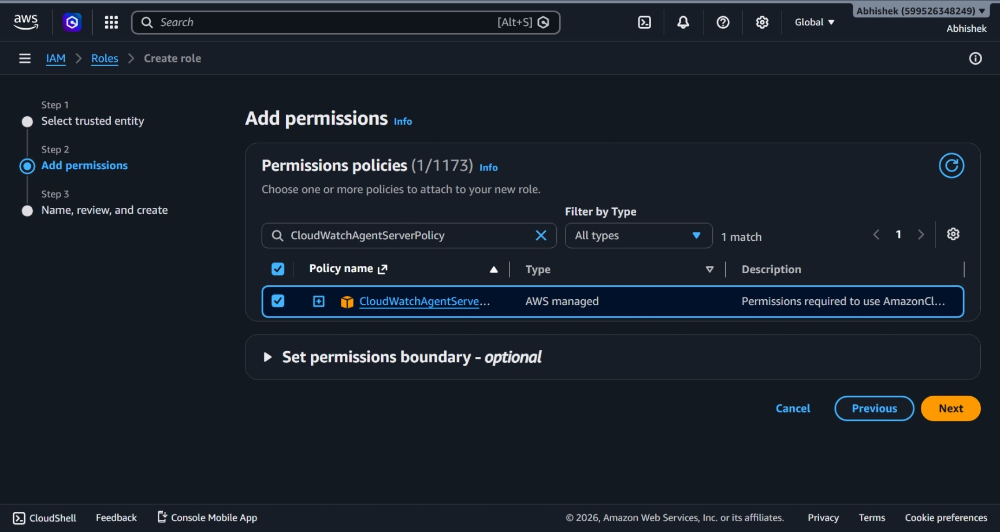 aws
Search
[Alt+S]
Global
Abhishek (599526348249)
Abhishek
IAM
Roles
Create role
Step 1
Select trusted entity
Step 2
Add permissions
Step 3
Name, review, and create
Add permissions Info
Permissions policies (1/1173) Info
Choose one or more policies to attach to your new role.
Filter by Type
CloudWatchAgentServerPolicy
All types
1 match
1
Policy name
Type
Description
CloudWatchAgentServe...
AWS managed
Permissions required to use AmazonCl...
Set permissions boundary - optional
Cancel
Previous
Next
CloudShell
Feedback
Console Mobile App
© 2026, Amazon Web Services, Inc. or its affiliates.
Privacy
Terms
Cookie preferences